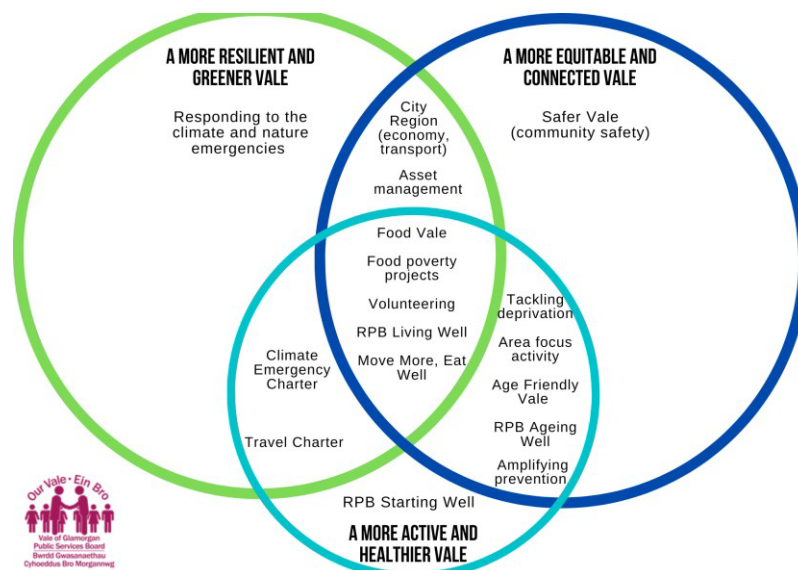 A MORE RESILIENT AND
GREENER VALE
Responding to the
climate and nature
emergencies
A MORE EQUITABLE AND
CONNECTED VALE
Safer Vale
(community safety)
City
Region
(economy,
transport)
Asset
management
Food Vale
Food poverty
projects
Volunteering
RPB Living Well
Move More, Eat
Well
Tackling
deprivation
Area focus
activity
Age Friendly
Vale
RPB Ageing
Well
Amplifying
prevention
Climate
Emergency
Charter
Travel Charter
RPB Starting Well
A MORE ACTIVE AND
HEALTHIER VALE
Our Vale • Ein Bro
Vale of Glamorgan
Public Services Board
Bwrdd Gwasanaethau
Cyhoeddus Bro Morgannwg